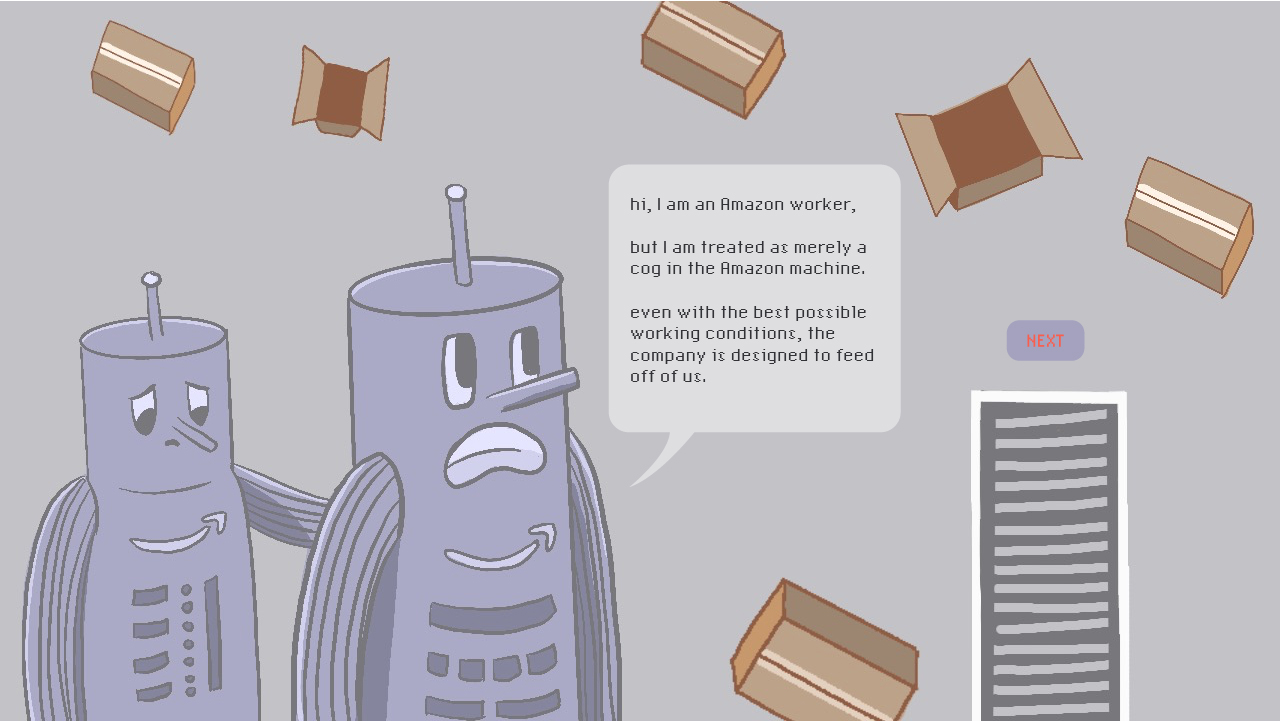 hi, I am an Amazon worker,
but I am treated as merely a
cog in the Amazon machine.
even with the best possible
working conditions, the
company is designed to feed
off of us.
NEXT